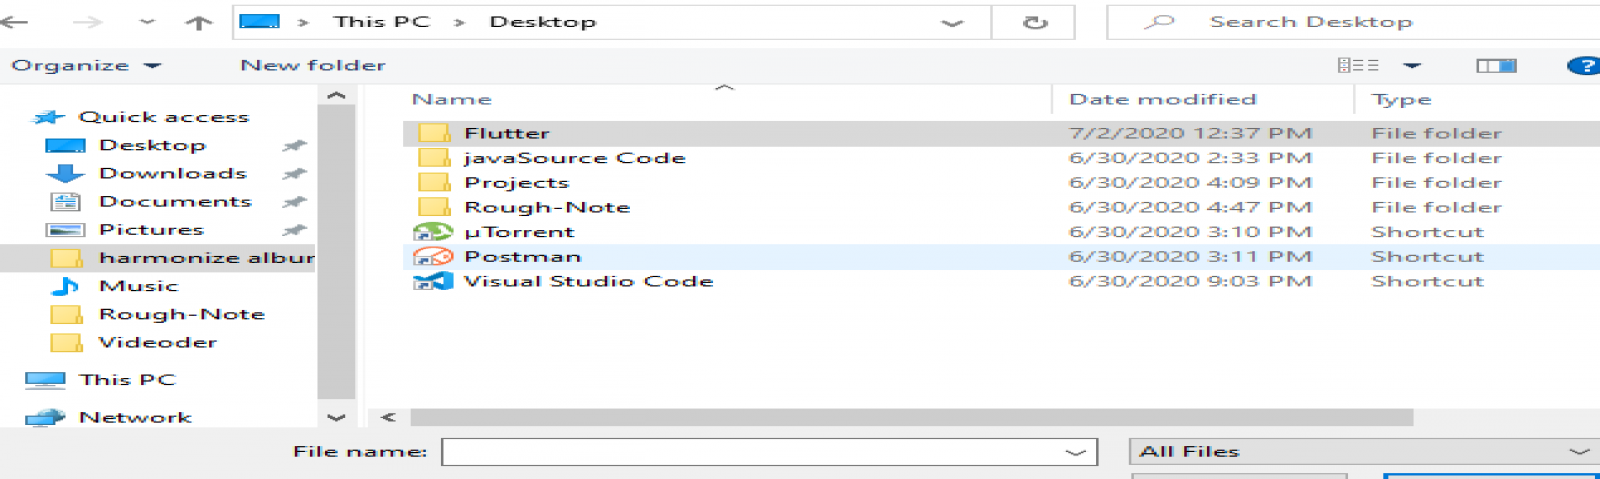 This PC > Desktop
Search Desktop
Organize
New folder
?
Name Date modified Type
Quick access
Desktop
Downloads
Documents
Pictures
harmonize albur
Music
Rough-Note
Videoder
This PC
Network
Flutter 7/2/2020 12:37 PM File folder
javaSource Code 6/30/2020 2:33 PM File folder
Projects 6/30/2020 4:09 PM File folder
Rough-Note 6/30/2020 4:47 PM File folder
µTorrent 6/30/2020 3:10 PM Shortcut
Postman 6/30/2020 3:11 PM Shortcut
Visual Studio Code 6/30/2020 9:03 PM Shortcut
File name:
All Files